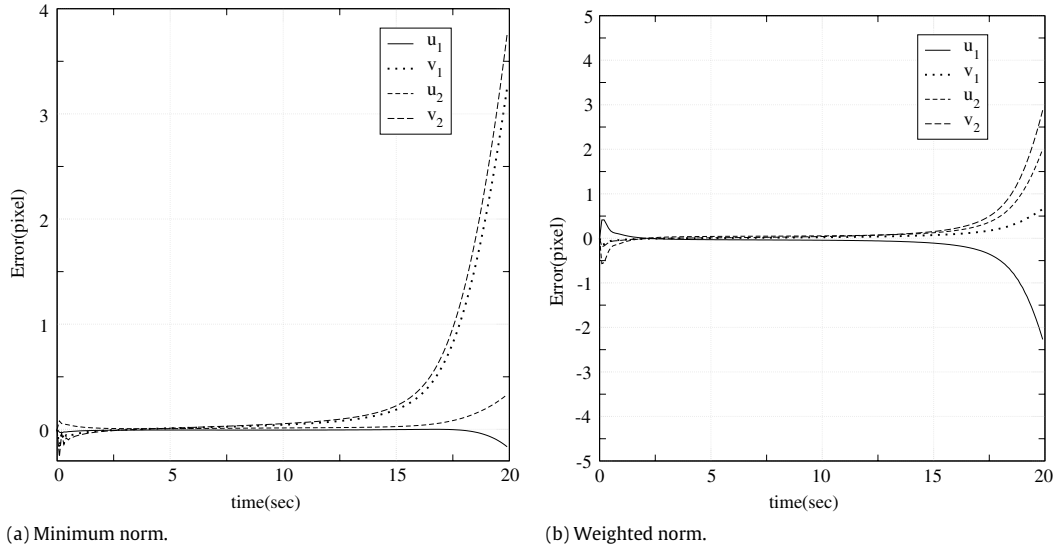 4
3
2
1
0
Error(pixel)
u1
v1
u2
v2
0 5 10 15 20
time(sec)
(a) Minimum norm.
5
4
3
2
1
0
-1
-2
-3
-4
-5
Error(pixel)
u1
v1
u2
v2
0 5 10 15 20
time(sec)
(b) Weighted norm.